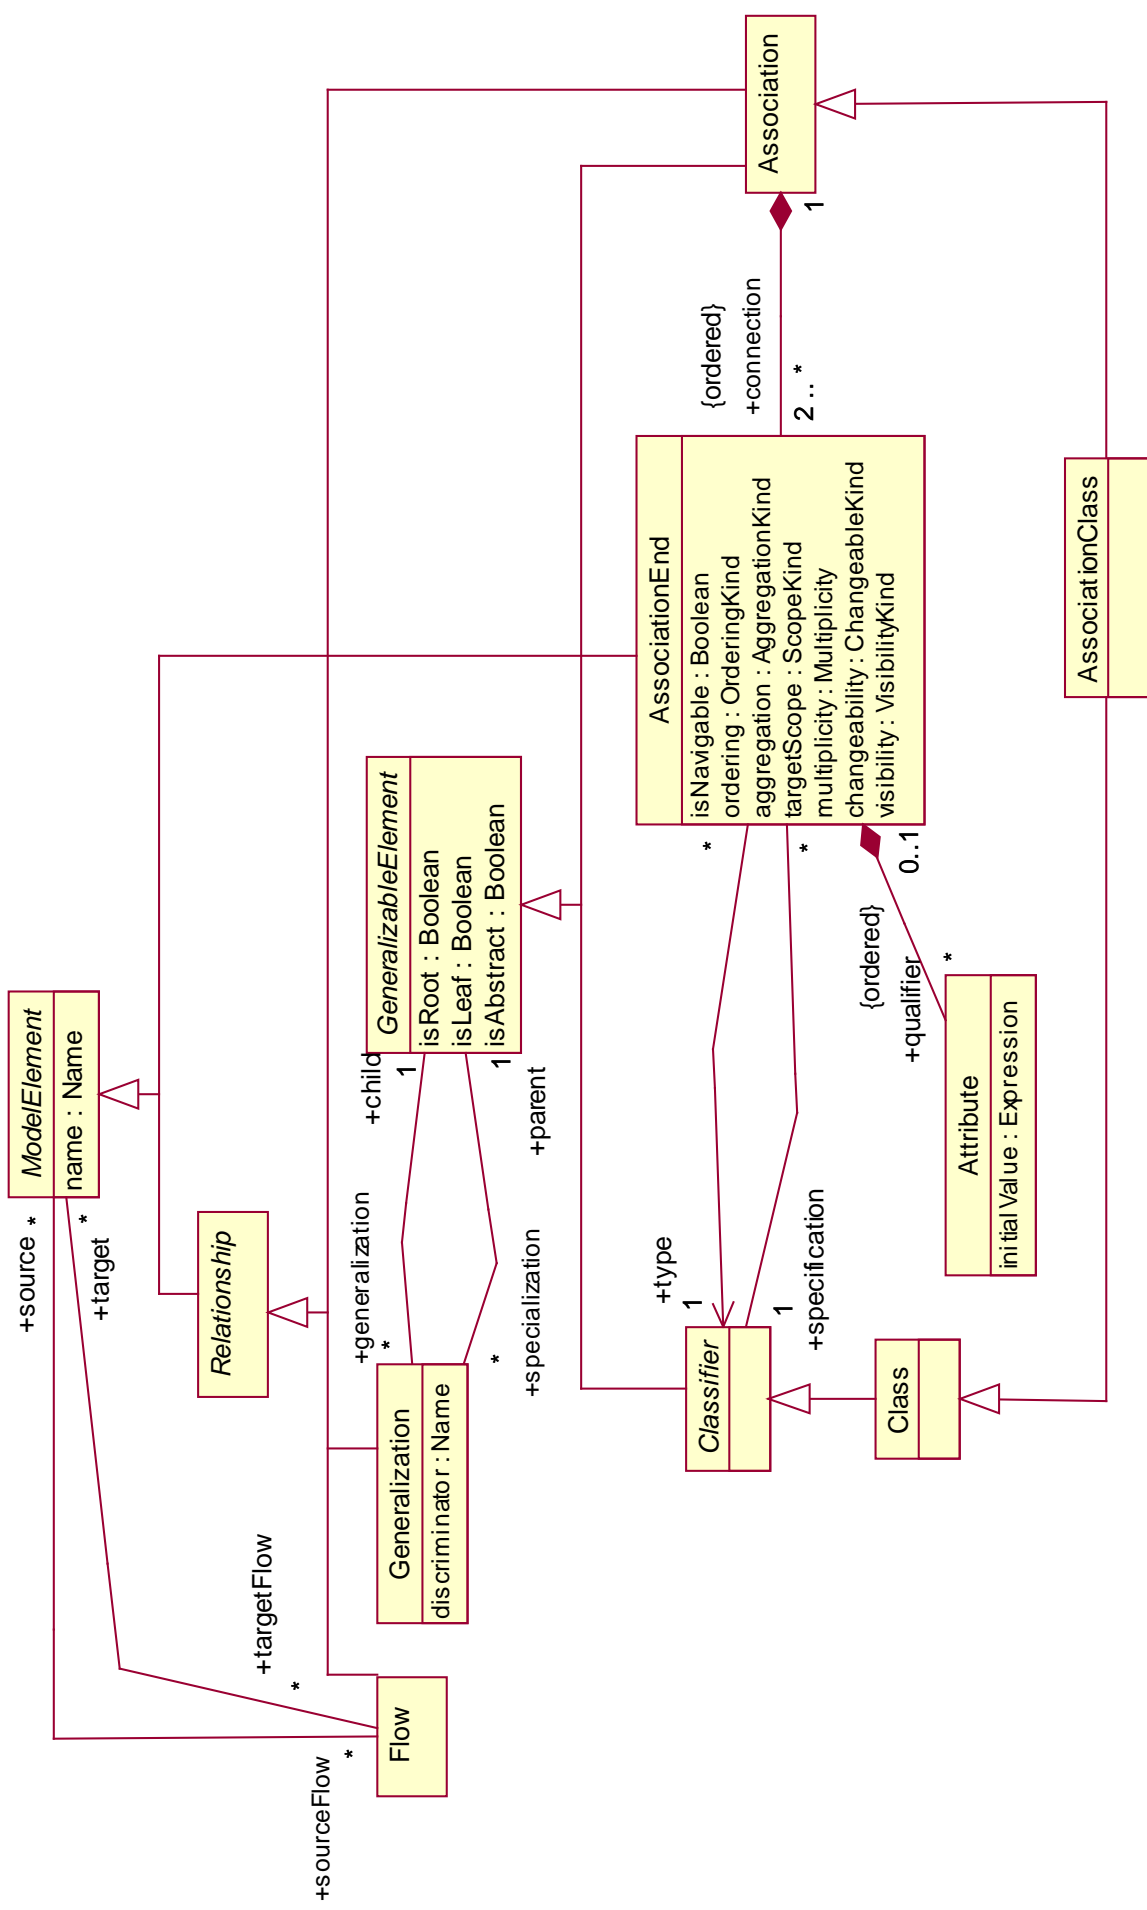 ModelElement
name : Name
+source
*
+target
*
Relationship
+targetFlow
*
+sourceFlow
*
Flow
+generalization
*
+child
1
Generalization
discriminator : Name
GeneralizableElement
isRoot : Boolean
isLeaf : Boolean
isAbstract : Boolean
*
+specialization
1
+parent
+type
1
*
Classifier
1
+specification
*
AssociationEnd
isNavigable : Boolean
ordering : OrderingKind
aggregation : AggregationKind
targetScope : ScopeKind
multiplicity : Multiplicity
changeability : ChangeableKind
visibility : VisibilityKind
{ordered}
+connection
2..*
1
Association
Class
{ordered}
+qualifier
*
0..1
Attribute
initialValue : Expression
AssociationClass